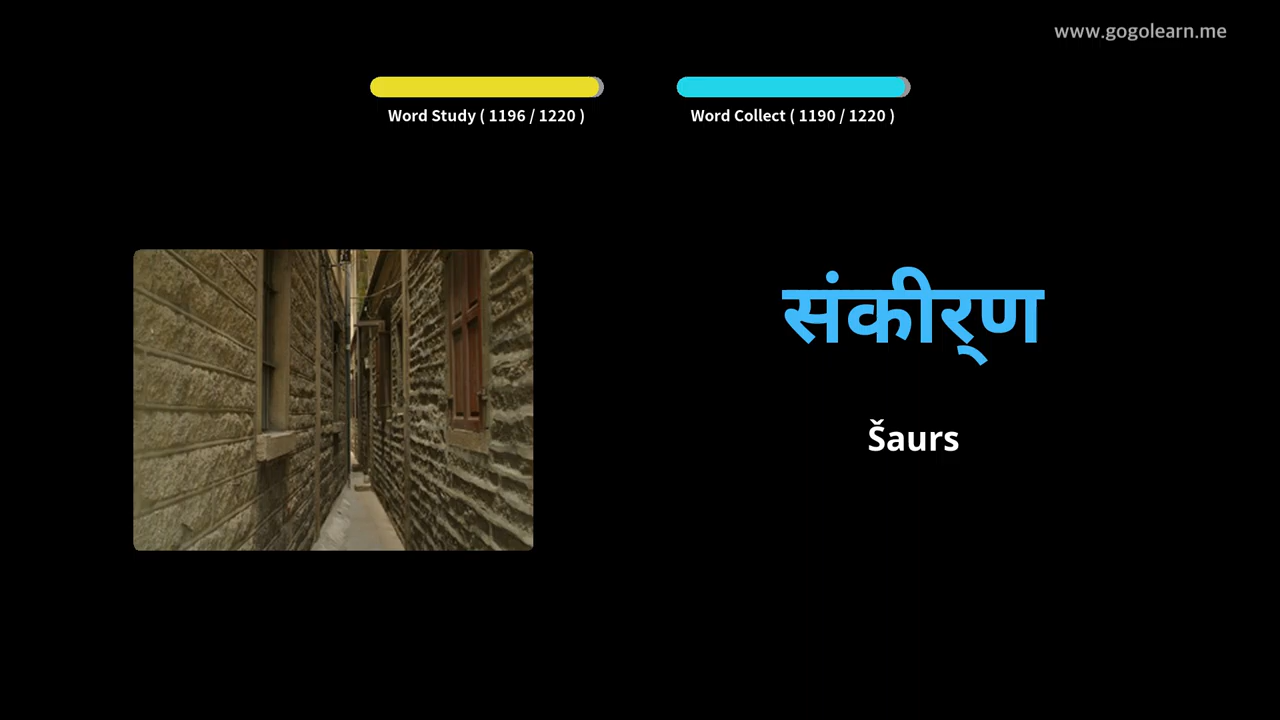 www.gogolearn.me
Word Study ( 1196 / 1220 )
Word Collect ( 1190 / 1220 )
संकीर्‌ण
Šaurs